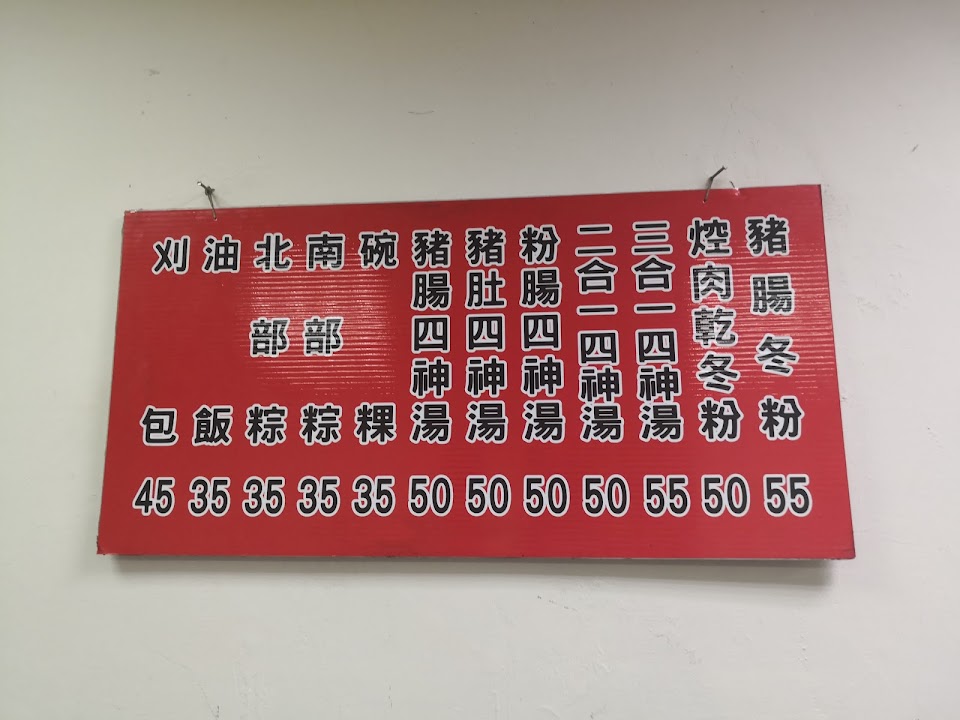 豬腸冬粉 55
焢肉乾冬粉 50
三合一四神湯 55
二合一四神湯 50
粉腸四神湯 50
豬肚四神湯 50
豬腸四神湯 50
碗粿 35
南部粽 35
北部粽 35
油飯 35
刈包 45